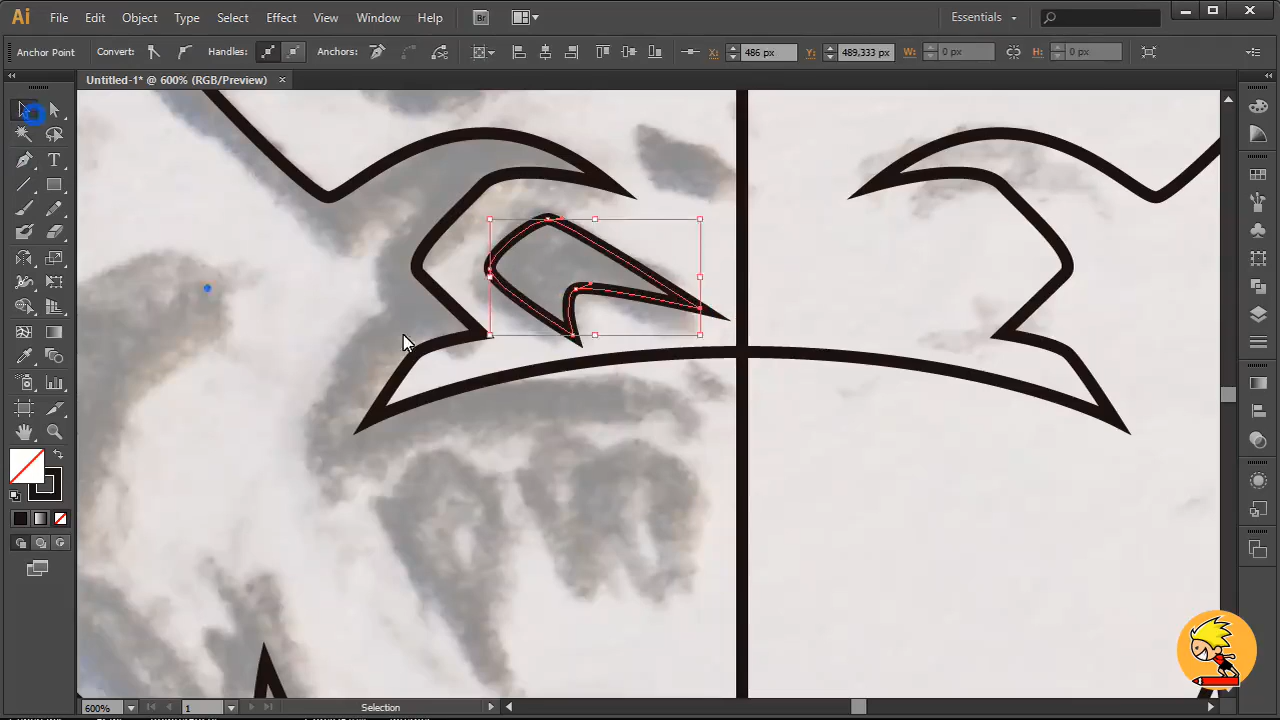 Ai File Edit Object Type Select Effect View Window Help Br Essentials
Anchor Point Convert: Handles: Anchors: X: 486 px Y: 489,333 px W: 0 px H: 0 px
Untitled-1* @ 600% (RGB/Preview) ×
T
600% 1 Selection